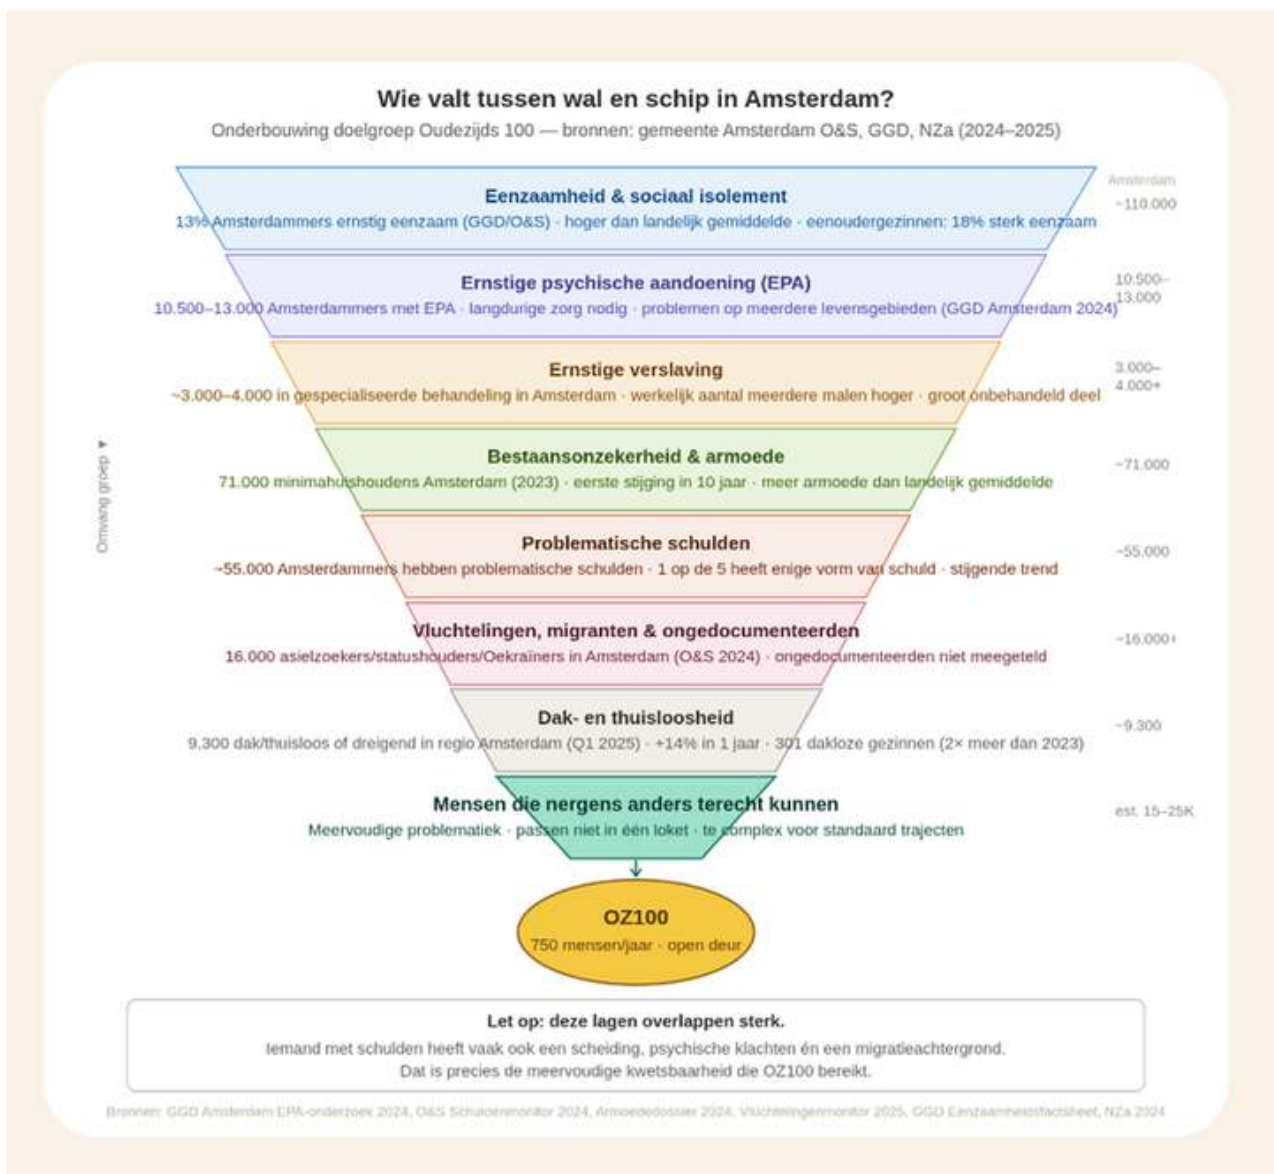 Wie valt tussen wal en schip in Amsterdam?
Onderbouwing doelgroep Oudezijds 100 — bronnen: gemeente Amsterdam O&S, GGD, NZa (2024–2025)
Amsterdam
Eenzaamheid & sociaal isolement
~110.000
13% Amsterdammers ernstig eenzaam (GGD/O&S) · hoger dan landelijk gemiddelde · eenoudergezinnen: 18% sterk eenzaam
Ernstige psychische aandoening (EPA)
10.500–
13.000
10.500–13.000 Amsterdammers met EPA · langdurige zorg nodig · problemen op meerdere levensgebieden (GGD Amsterdam 2024)
Ernstige verslaving
3.000–
4.000+
~3.000–4.000 in gespecialiseerde behandeling in Amsterdam · werkelijk aantal meerdere malen hoger · groot onbehandeld deel
Omvang groep ▼
Bestaansonzekerheid & armoede
~71.000
71.000 minimahuishoudens Amsterdam (2023) · eerste stijging in 10 jaar · meer armoede dan landelijk gemiddelde
Problematische schulden
~55.000
~55.000 Amsterdammers hebben problematische schulden · 1 op de 5 heeft enige vorm van schuld · stijgende trend
Vluchtelingen, migranten & ongedocumenteerden
~16.000+
16.000 asielzoekers/statushouders/Oekraïners in Amsterdam (O&S 2024) · ongedocumenteerden niet meegeteld
Dak- en thuisloosheid
~9.300
9.300 dak/thuisloos of dreigend in regio Amsterdam (Q1 2025) · +14% in 1 jaar · 301 dakloze gezinnen (2× meer dan 2023)
Mensen die nergens anders terecht kunnen
est. 15–25K
Meervoudige problematiek · passen niet in één loket · te complex voor standaard trajecten
OZ100
750 mensen/jaar · open deur
Let op: deze lagen overlappen sterk.
Iemand met schulden heeft vaak ook een scheiding, psychische klachten én een migratieachtergrond.
Dat is precies de meervoudige kwetsbaarheid die OZ100 bereikt.
Bronnen: GGD Amsterdam EPA-onderzoek 2024, O&S Schuldenmonitor 2024, Armoededossier 2024, Vluchtelingenmonitor 2025, GGD Eenzaamheidsfactsheet, NZa 2024